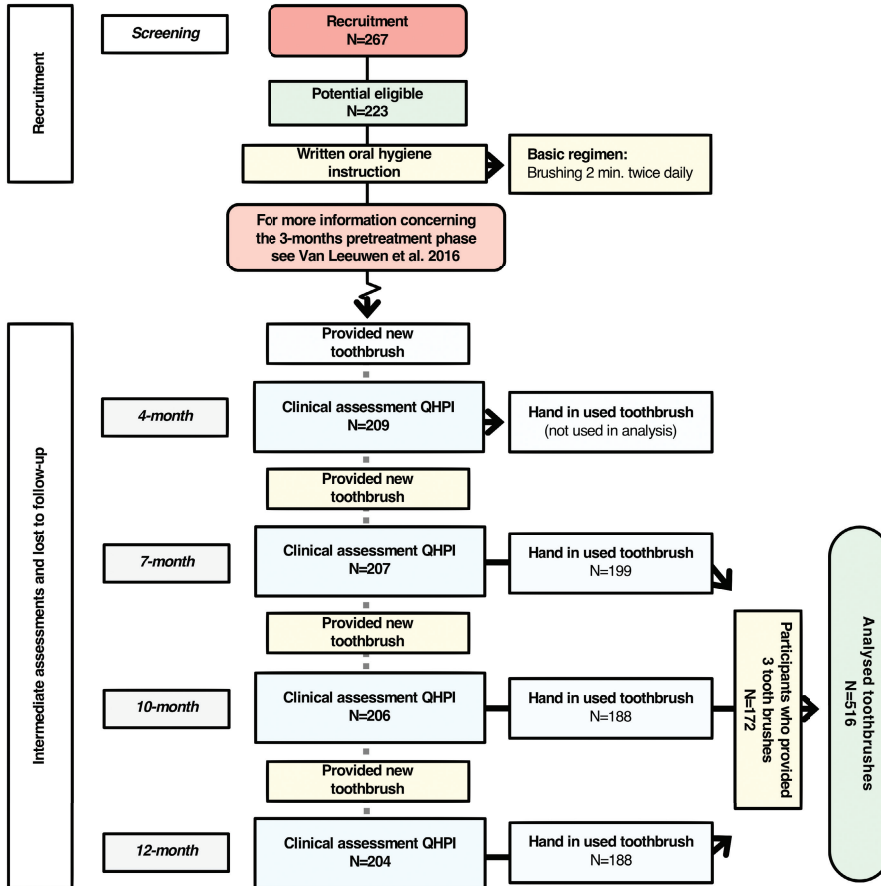 Recruitment
Screening
Recruitment
N=267
Potential eligible
N=223
Written oral hygiene
instruction
Basic regimen:
Brushing 2 min. twice daily
For more information concerning
the 3-months pretreatment phase
see Van Leeuwen et al. 2016
Intermediate assessments and lost to follow-up
Provided new
toothbrush
4-month
Clinical assessment QHPI
N=209
Hand in used toothbrush
(not used in analysis)
Provided new
toothbrush
7-month
Clinical assessment QHPI
N=207
Hand in used toothbrush
N=199
Provided new
toothbrush
10-month
Clinical assessment QHPI
N=206
Hand in used toothbrush
N=188
Participants who provided
3 tooth brushes
N=172
Analysed toothbrushes
N=516
Provided new
toothbrush
12-month
Clinical assessment QHPI
N=204
Hand in used toothbrush
N=188